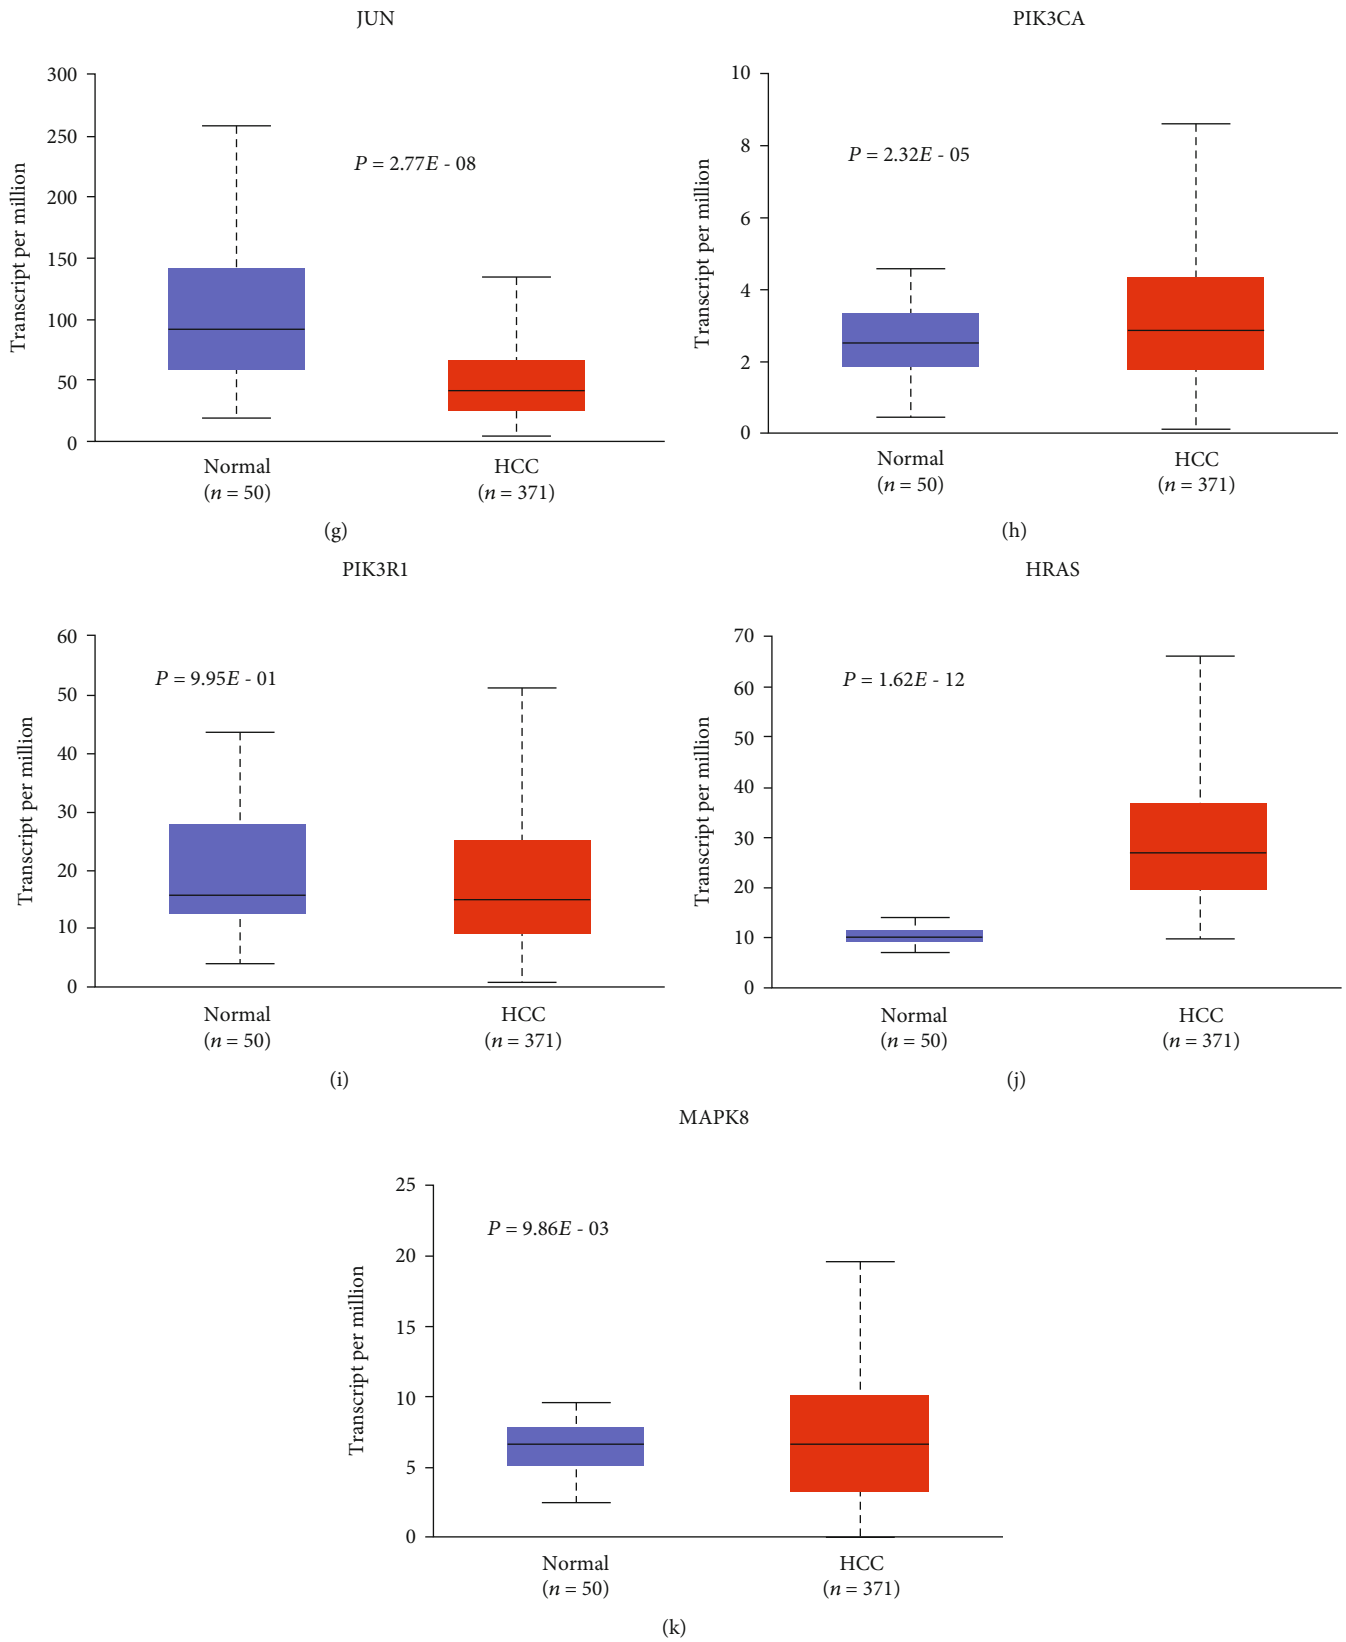 JUN
300
250
200
150
100
50
0
Transcript per million
P = 2.77E - 08
Normal
(n = 50)
HCC
(n = 371)
(g)
PIK3CA
10
8
6
4
2
0
Transcript per million
P = 2.32E - 05
Normal
(n = 50)
HCC
(n = 371)
(h)
PIK3R1
60
50
40
30
20
10
0
Transcript per million
P = 9.95E - 01
Normal
(n = 50)
HCC
(n = 371)
(i)
HRAS
70
60
50
40
30
20
10
0
Transcript per million
P = 1.62E - 12
Normal
(n = 50)
HCC
(n = 371)
(j)
MAPK8
25
20
15
10
5
0
Transcript per million
P = 9.86E - 03
Normal
(n = 50)
HCC
(n = 371)
(k)